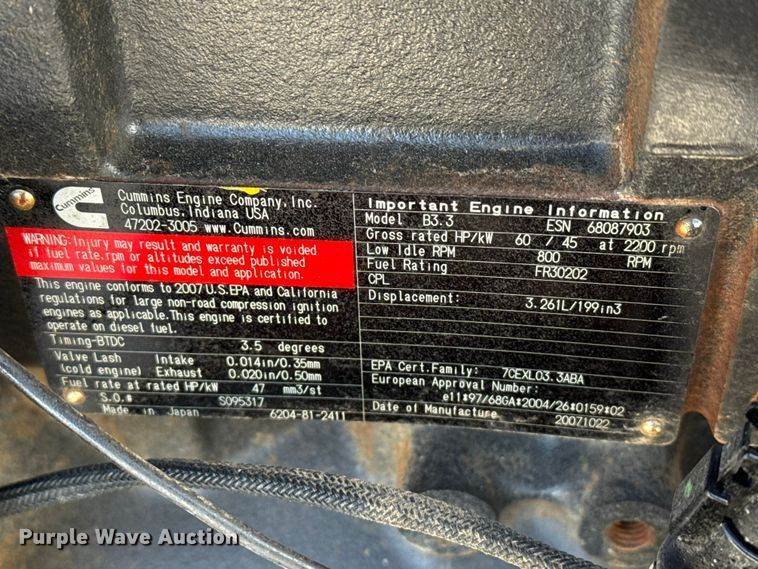 Cummins
Cummins Engine Company, Inc.
Columbus, Indiana USA
47202-3005 www.Cummins.com
WARNING: Injury may result and warranty is voided
if fuel rate.rpm or altitudes exceed published
maximum values for this model and application.
This engine conforms to 2007 U.S.EPA and California
regulations for large non-road compression ignition
engines as applicable.This engine is certified to
operate on diesel fuel.
Timing-BTDC 3.5 degrees
Valve Lash Intake 0.014in/0.35mm
(cold engine) Exhaust 0.020in/0.50mm
Fuel rate at rated HP/kW 47 mm3/st
S.O.# S095317
Made in Japan 6204-81-2411
Important Engine Information
Model B3.3 ESN 68087903
Gross rated HP/kW 60 / 45 at 2200 rpm
Low Idle RPM 800 RPM
Fuel Rating FR30202
CPL
Displacement: 3.261L/199in3
EPA Cert.Family: 7CEXL03.3ABA
European Approval Number:
e11*97/68GA*2004/26*0159*02
Date of Manufacture 20071022
Purple Wave Auction